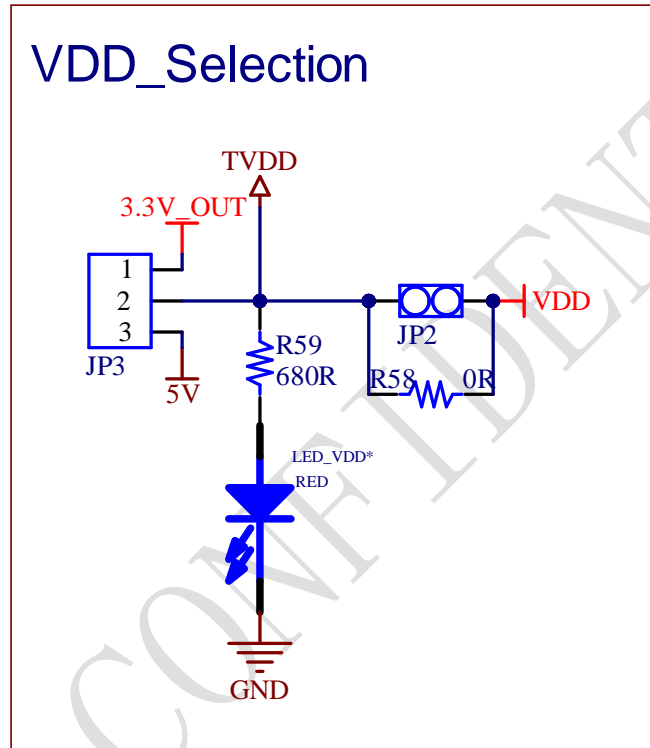 VDD_Selection
TVDD
3.3V_OUT
1
2
3
JP3
5V
R59
680R
JP2
VDD
R58
0R
LED_VDD*
RED
GND
CONFIDENT